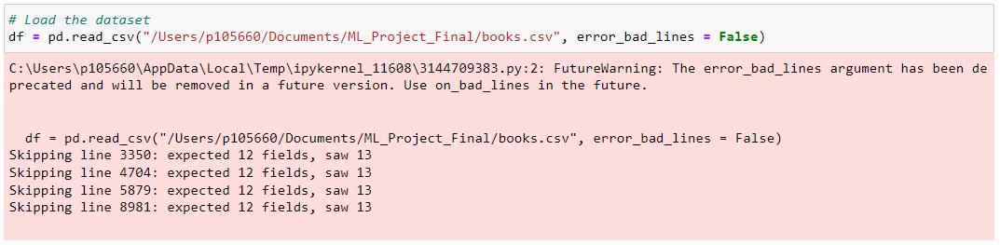 # Load the dataset
df = pd.read_csv("/Users/p105660/Documents/ML_Project_Final/books.csv", error_bad_lines = False)
C:\Users\p105660\AppData\Local\Temp\ipykernel_11608\3144709383.py:2: FutureWarning: The error_bad_lines argument has been de
precated and will be removed in a future version. Use on_bad_lines in the future.
df = pd.read_csv("/Users/p105660/Documents/ML_Project_Final/books.csv", error_bad_lines = False)
Skipping line 3350: expected 12 fields, saw 13
Skipping line 4704: expected 12 fields, saw 13
Skipping line 5879: expected 12 fields, saw 13
Skipping line 8981: expected 12 fields, saw 13